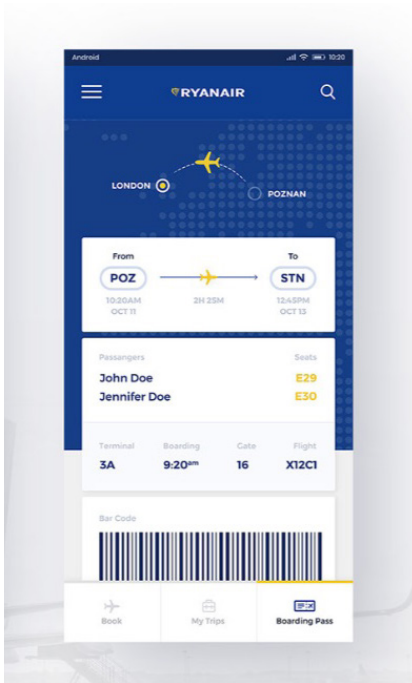 Android 10:20
RYANAIR
LONDON
POZNAN
From To
POZ STN
10:20AM 2H 25M 12:45PM
OCT 11 OCT 13
Passangers Seats
John Doe E29
Jennifer Doe E30
Terminal Boarding Gate Flight
3A 9:20am 16 X12C1
Bar Code
Book My Trips Boarding Pass